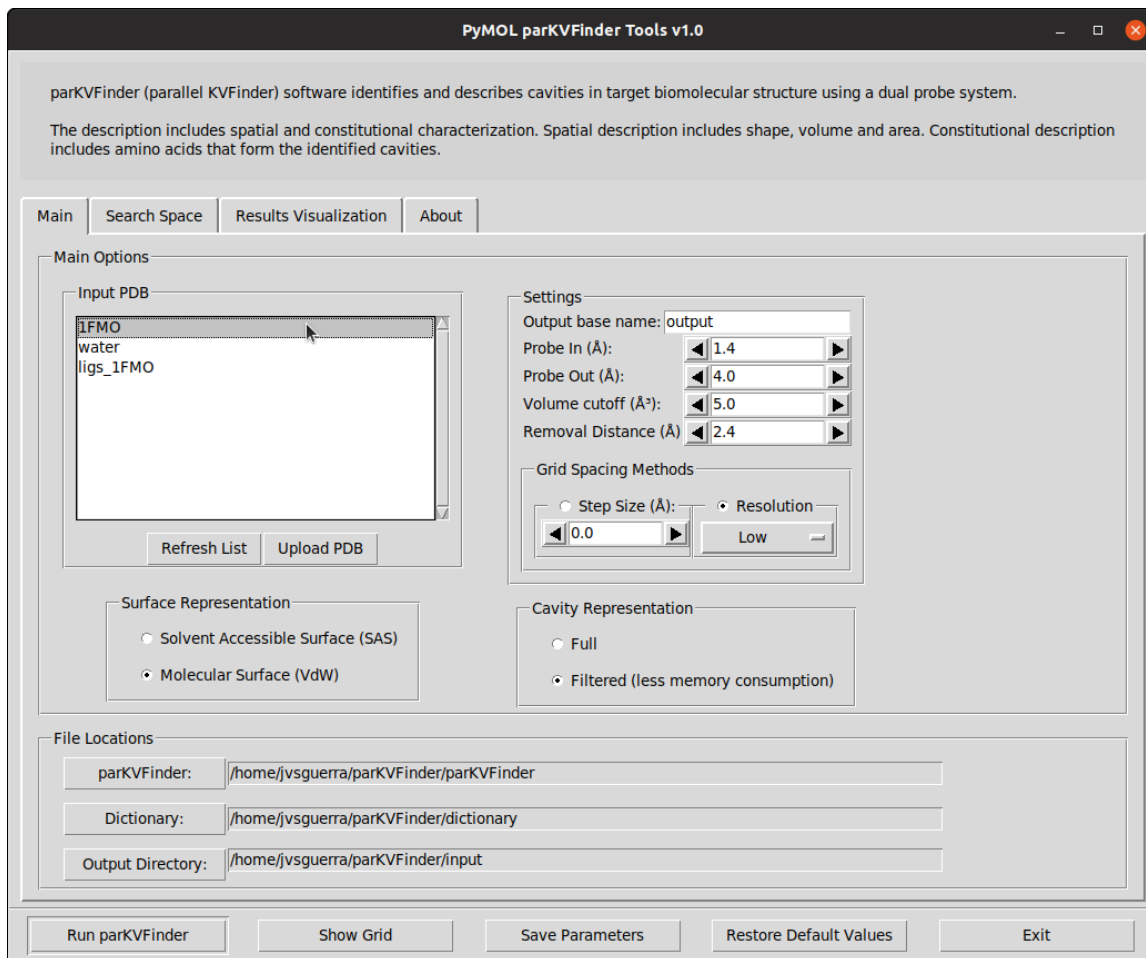 PyMOL parKVFinder Tools v1.0
parKVFinder (parallel KVFinder) software identifies and describes cavities in target biomolecular structure using a dual probe system.
The description includes spatial and constitutional characterization. Spatial description includes shape, volume and area. Constitutional description
includes amino acids that form the identified cavities.
Main Search Space Results Visualization About
Main Options
Input PDB
1FMO
water
ligs_1FMO
Refresh List Upload PDB
Settings
Output base name: output
Probe In (Å): 1.4
Probe Out (Å): 4.0
Volume cutoff (Å³): 5.0
Removal Distance (Å) 2.4
Grid Spacing Methods
Step Size (Å): Resolution
0.0 Low
Surface Representation
Solvent Accessible Surface (SAS)
Molecular Surface (VdW)
Cavity Representation
Full
Filtered (less memory consumption)
File Locations
parKVFinder: /home/jvsguerra/parKVFinder/parKVFinder
Dictionary: /home/jvsguerra/parKVFinder/dictionary
Output Directory: /home/jvsguerra/parKVFinder/input
Run parKVFinder Show Grid Save Parameters Restore Default Values Exit